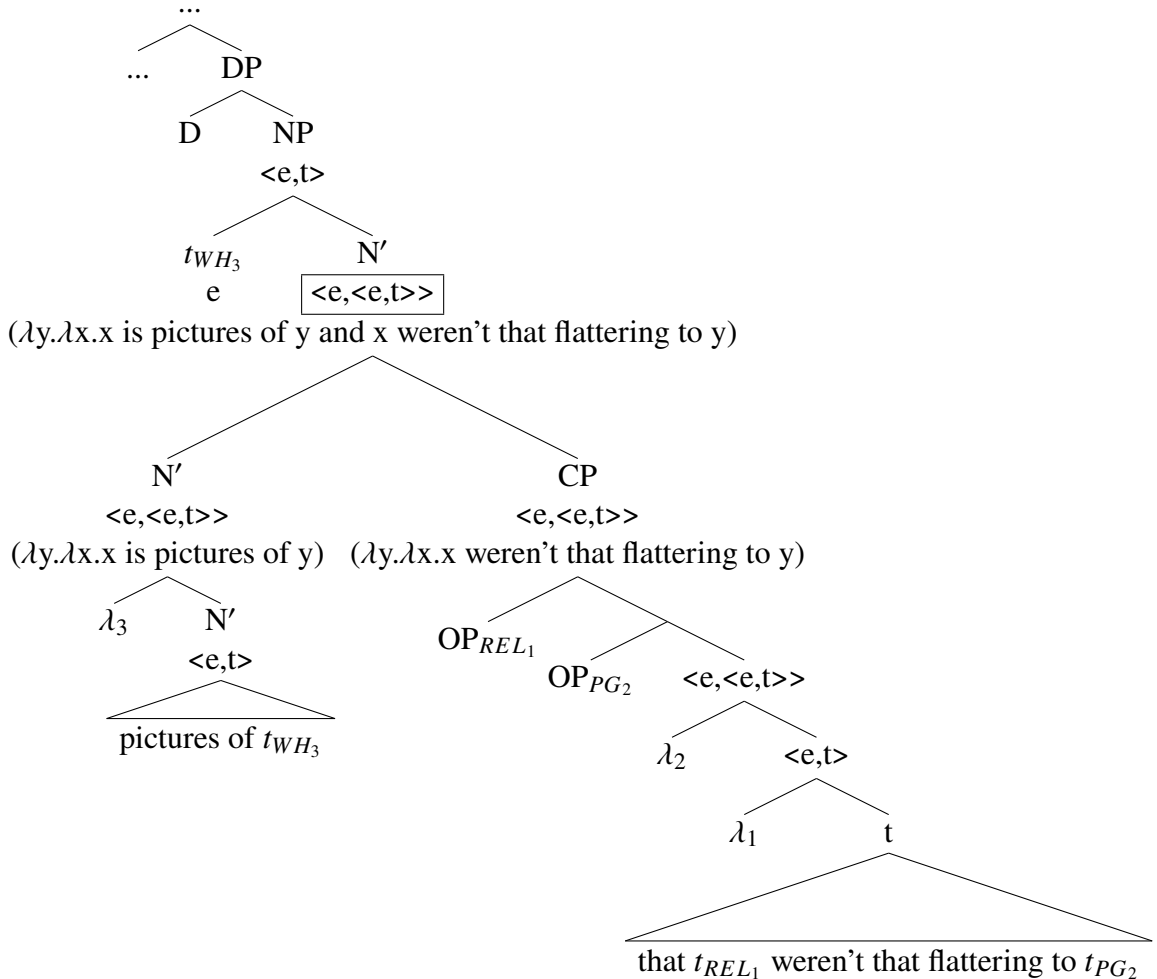 ...
... DP
D NP
<e,t>
t_{WH_3} N′
e <e,<e,t>>
(λy.λx.x is pictures of y and x weren't that flattering to y)
N′ CP
<e,<e,t>> <e,<e,t>>
(λy.λx.x is pictures of y) (λy.λx.x weren't that flattering to y)
λ_3 N′ OP_{REL_1}
<e,t> OP_{PG_2} <e,<e,t>>
pictures of t_{WH_3} λ_2 <e,t>
λ_1 t
that t_{REL_1} weren't that flattering to t_{PG_2}